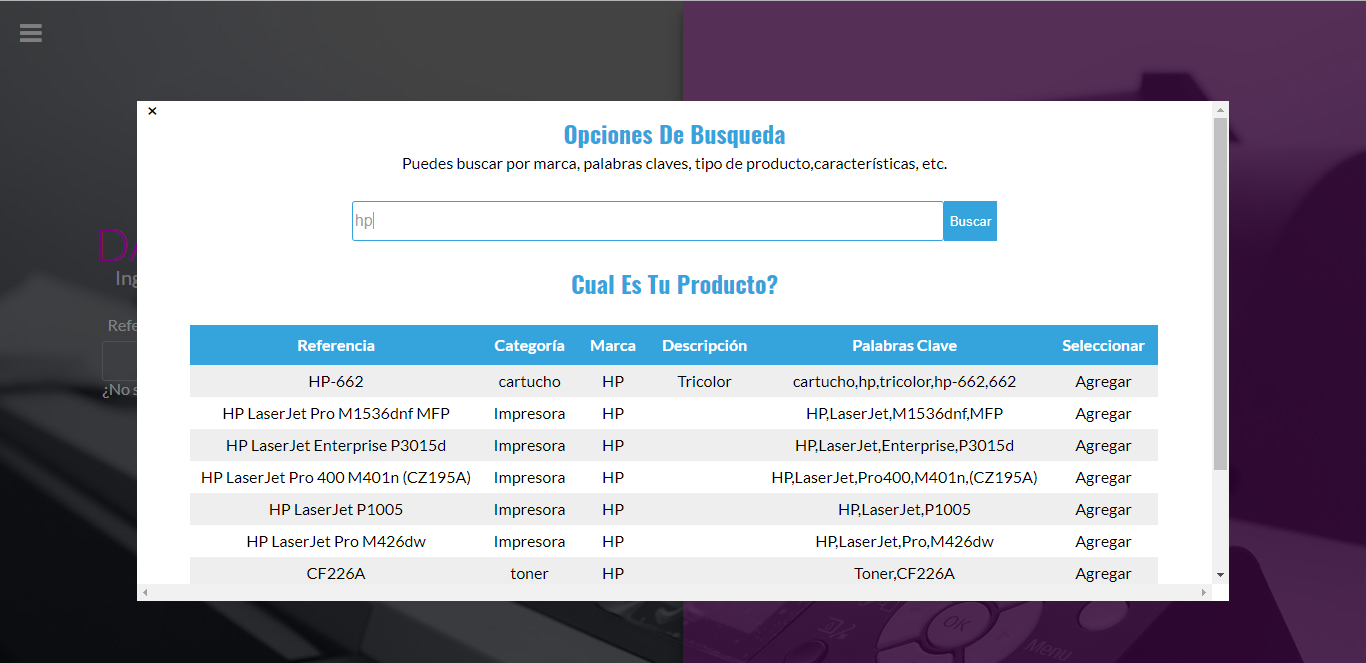 ×
Opciones De Busqueda
Puedes buscar por marca, palabras claves, tipo de producto,características, etc.
hp Buscar
Cual Es Tu Producto?
Referencia Categoría Marca Descripción Palabras Clave Seleccionar
HP-662 cartucho HP Tricolor cartucho,hp,tricolor,hp-662,662 Agregar
HP LaserJet Pro M1536dnf MFP Impresora HP HP,LaserJet,M1536dnf,MFP Agregar
HP LaserJet Enterprise P3015d Impresora HP HP,LaserJet,Enterprise,P3015d Agregar
HP LaserJet Pro 400 M401n (CZ195A) Impresora HP HP,LaserJet,Pro400,M401n,(CZ195A) Agregar
HP LaserJet P1005 Impresora HP HP,LaserJet,P1005 Agregar
HP LaserJet Pro M426dw Impresora HP HP,LaserJet,Pro,M426dw Agregar
CF226A toner HP Toner,CF226A Agregar
OK
Menu